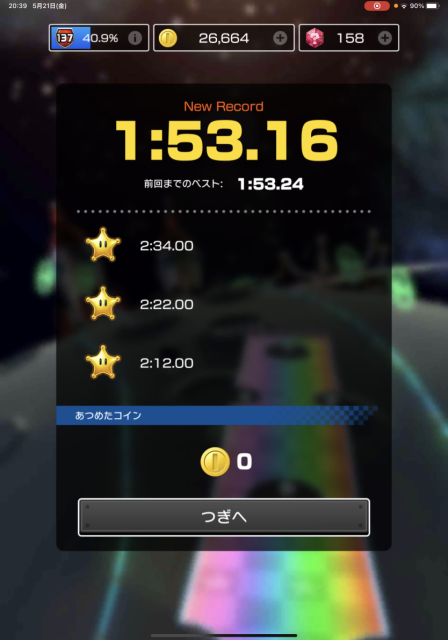 20:39 5月21日(金) 90%
137 40.9% i 26,664 + 158 +
New Record
1:53.16
前回までのベスト: 1:53.24
2:34.00
2:22.00
2:12.00
あつめたコイン
0
つぎへ